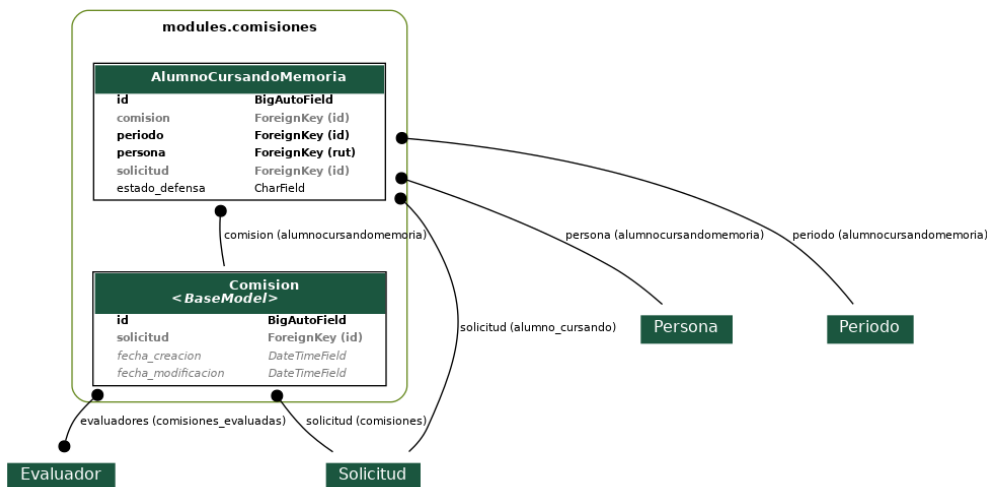 modules.comisiones
AlumnoCursandoMemoria
id BigAutoField
comision ForeignKey (id)
periodo ForeignKey (id)
persona ForeignKey (rut)
solicitud ForeignKey (id)
estado_defensa CharField
comision (alumnocursandomemoria)
persona (alumnocursandomemoria)
periodo (alumnocursandomemoria)
Comision
<BaseModel>
id BigAutoField
solicitud ForeignKey (id)
fecha_creacion DateTimeField
fecha_modificacion DateTimeField
solicitud (alumno_cursando)
Persona
Periodo
evaluadores (comisiones_evaluadas)
solicitud (comisiones)
Evaluador
Solicitud